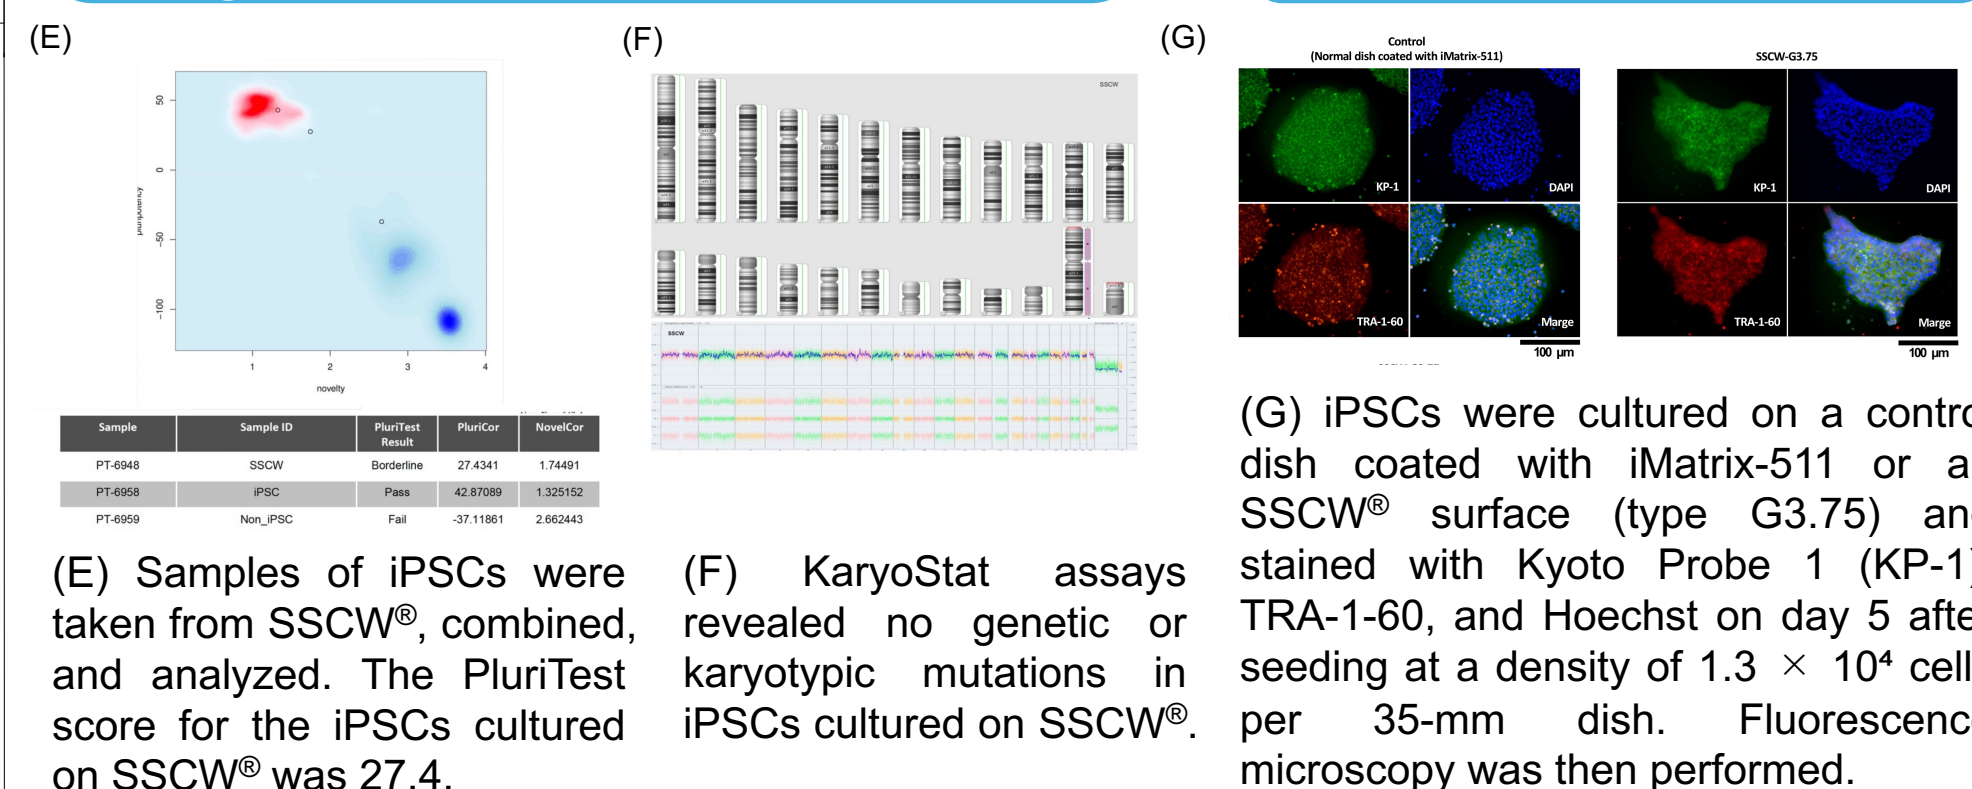 (E)
50
0
−50
−100
1 2 3 4
novelty
Sample Sample ID PluriTest Result PluriCor NovelCor
PT-6948 SSCW Borderline 27.4341 1.74491
PT-6958 iPSC Pass 42.87089 1.325152
PT-6959 Non_iPSC Fail -37.11861 2.662443
(E) Samples of iPSCs were
taken from SSCW®, combined,
and analyzed. The PluriTest
score for the iPSCs cultured
on SSCW® was 27.4.
(F)
SSCW
SSCW
(F) KaryoStat assays
revealed no genetic or
karyotypic mutations in
iPSCs cultured on SSCW®.
(G)
Control
(Normal dish coated with iMatrix-511)
KP-1 DAPI
TRA-1-60 Marge
100 µm
SSCW-G3.75
KP-1 DAPI
TRA-1-60 Marge
100 µm
(G) iPSCs were cultured on a contro
dish coated with iMatrix-511 or a
SSCW® surface (type G3.75) an
stained with Kyoto Probe 1 (KP-1)
TRA-1-60, and Hoechst on day 5 afte
seeding at a density of 1.3 × 10⁴ cell
per 35-mm dish. Fluorescenc
microscopy was then performed.